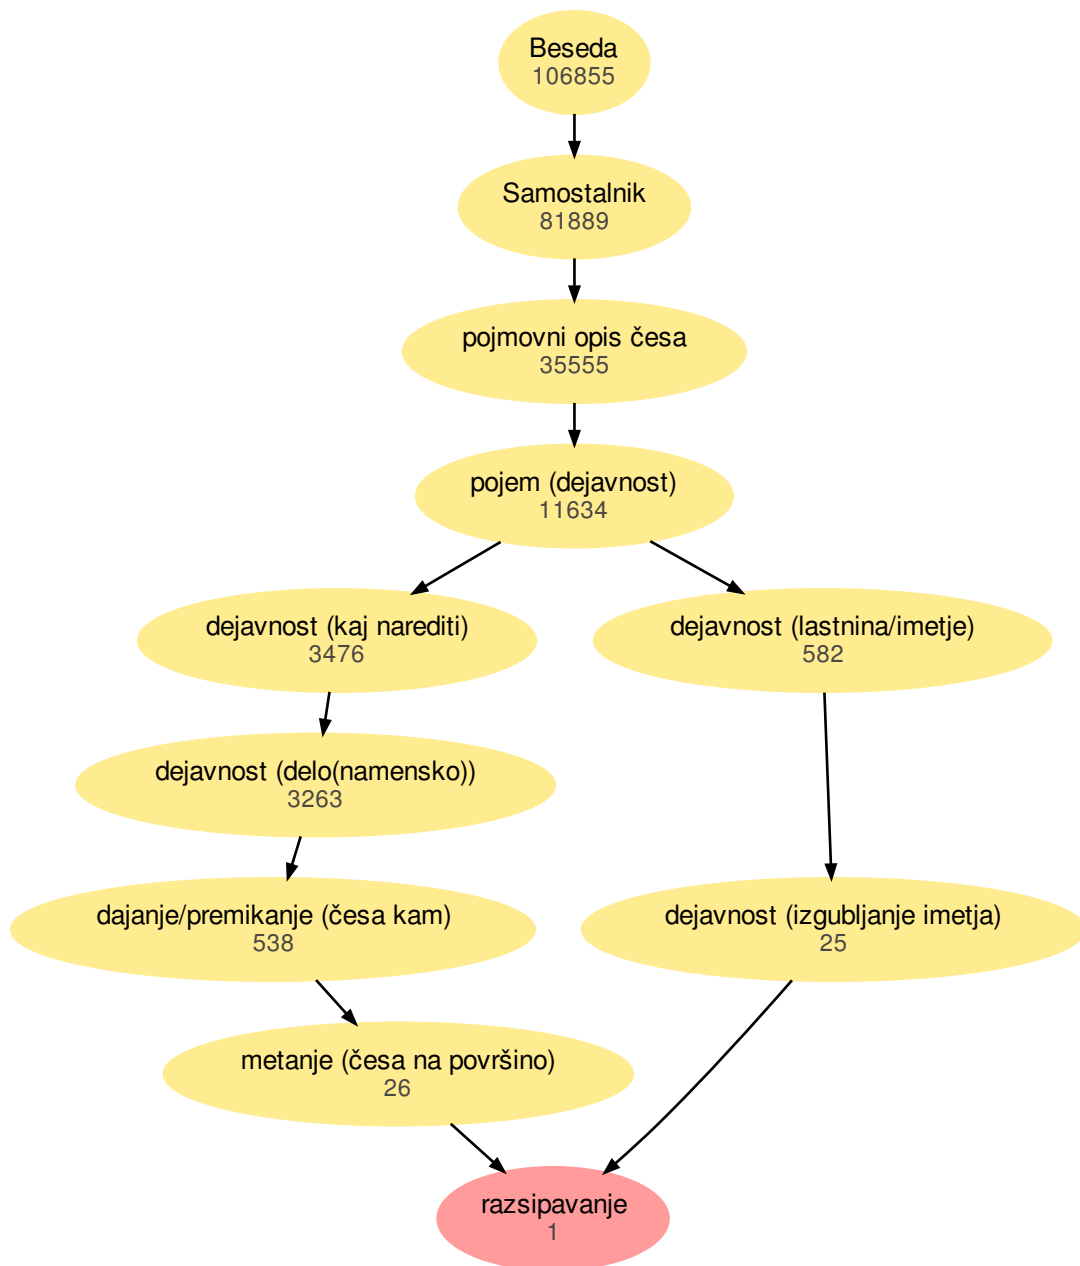 Beseda
106855
Samostalnik
81889
pojmovni opis česa
35555
pojem (dejavnost)
11634
dejavnost (kaj narediti)
3476
dejavnost (lastnina/imetje)
582
dejavnost (delo(namensko))
3263
dajanje/premikanje (česa kam)
538
dejavnost (izgubljanje imetja)
25
metanje (česa na površino)
26
razsipavanje
1